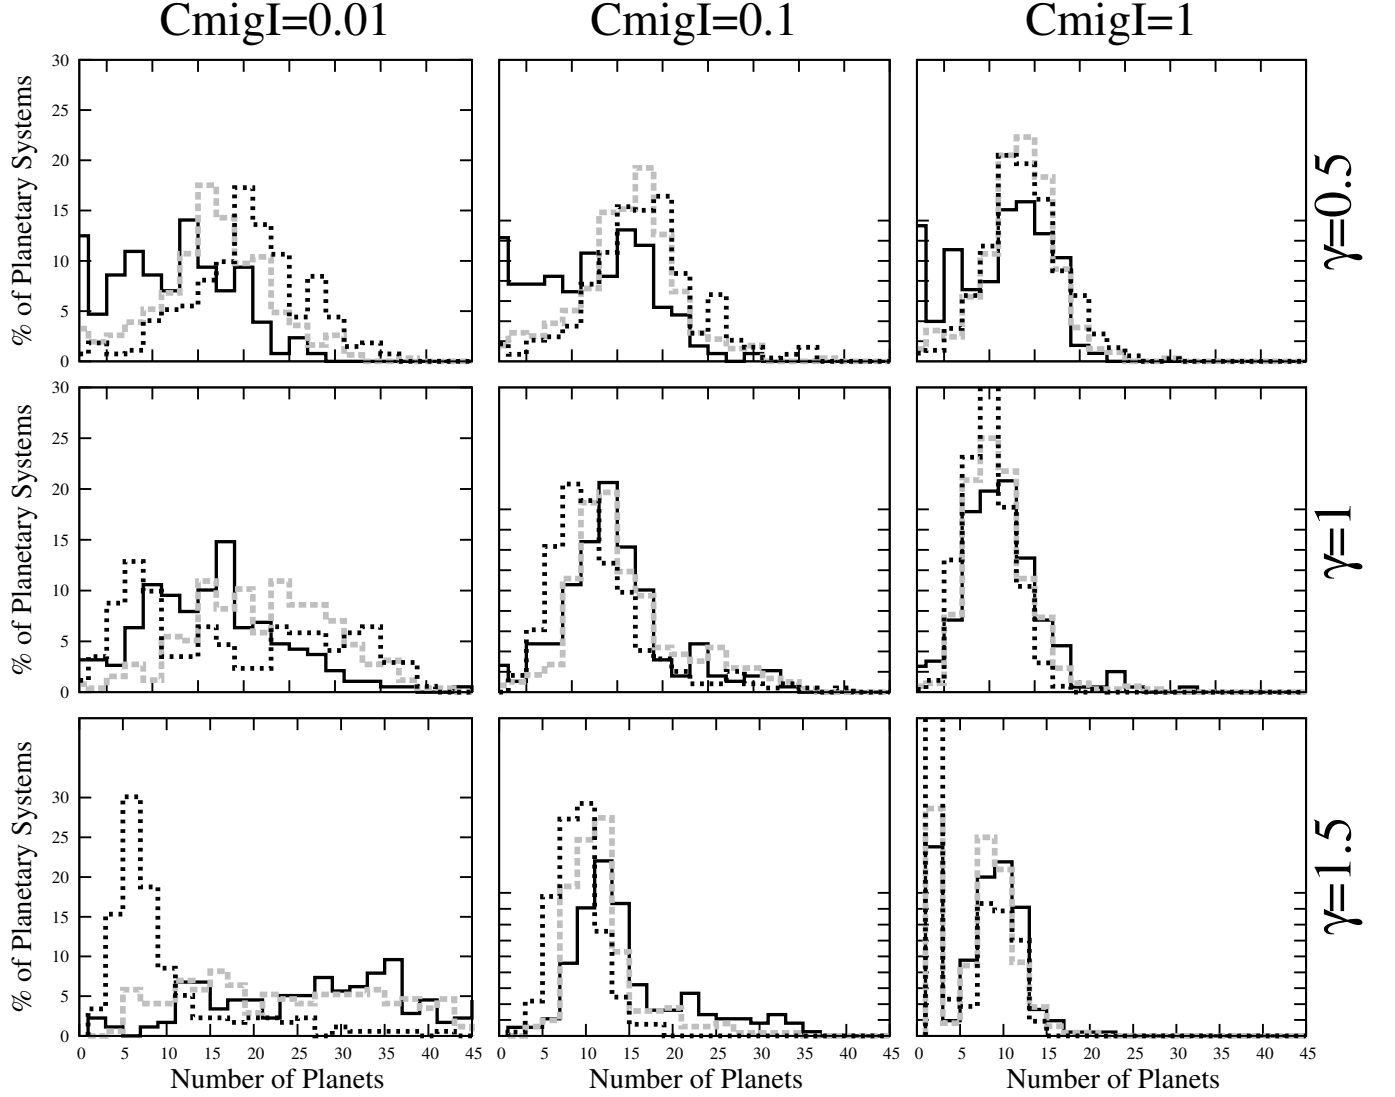 CmigI=0.01 CmigI=0.1 CmigI=1
% of Planetary Systems
30
25
20
15
10
5
0
γ=0.5
% of Planetary Systems
30
25
20
15
10
5
0
γ=1
% of Planetary Systems
30
25
20
15
10
5
0
γ=1.5
0 5 10 15 20 25 30 35 40 45
0 5 10 15 20 25 30 35 40 45
0 5 10 15 20 25 30 35 40 45
Number of Planets Number of Planets Number of Planets